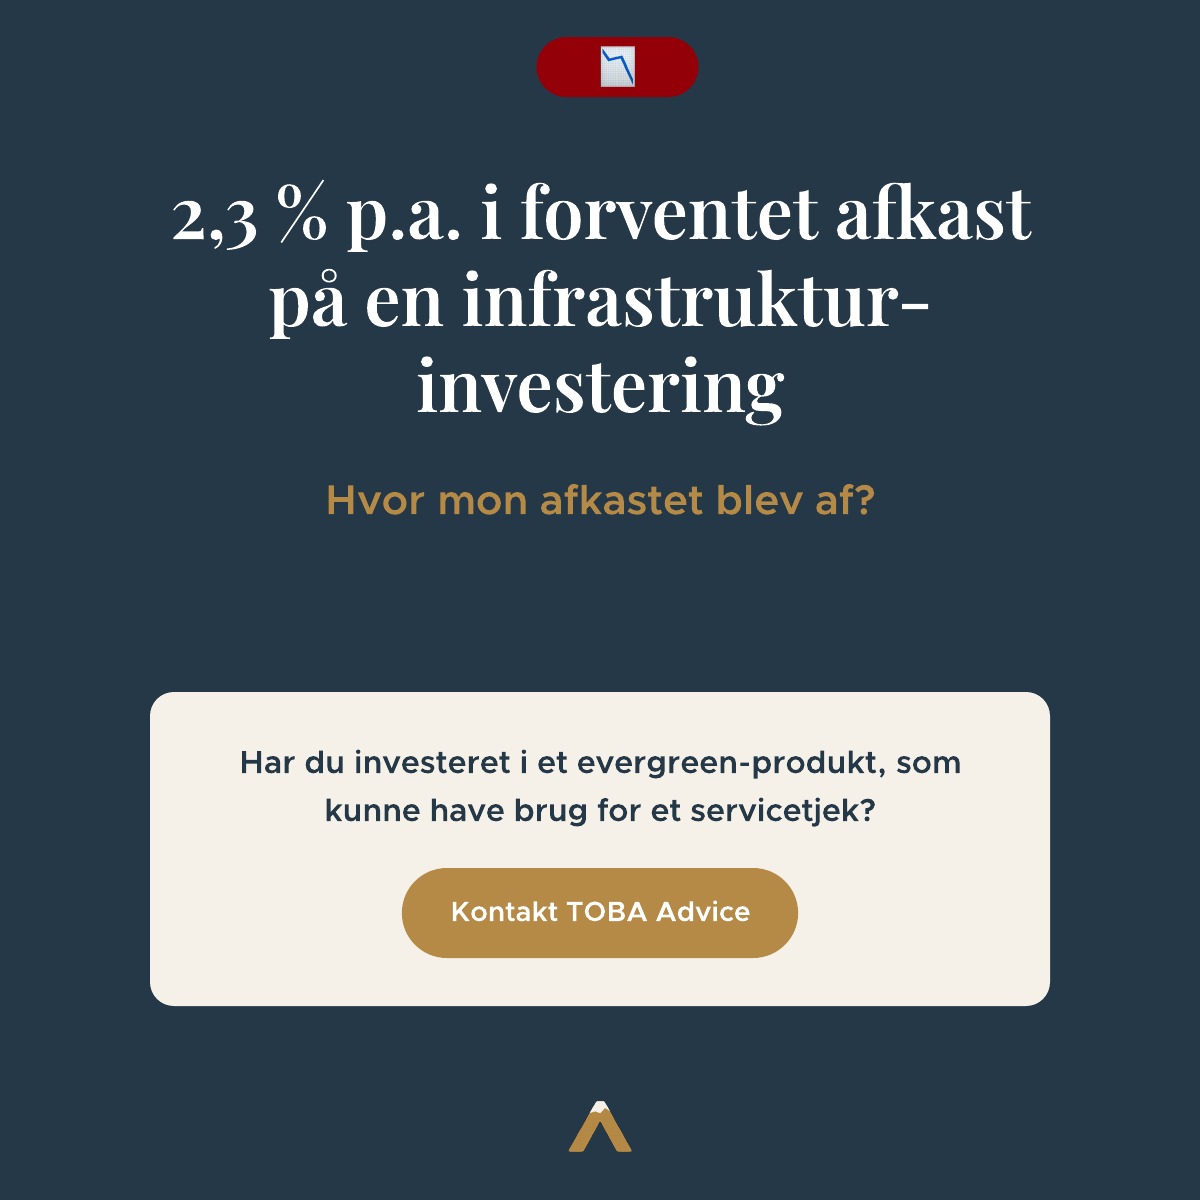 2,3 % p.a. i forventet afkast
på en infrastruktur-
investering
Hvor mon afkastet blev af?
Har du investeret i et evergreen-produkt, som
kunne have brug for et servicetjek?
Kontakt TOBA Advice